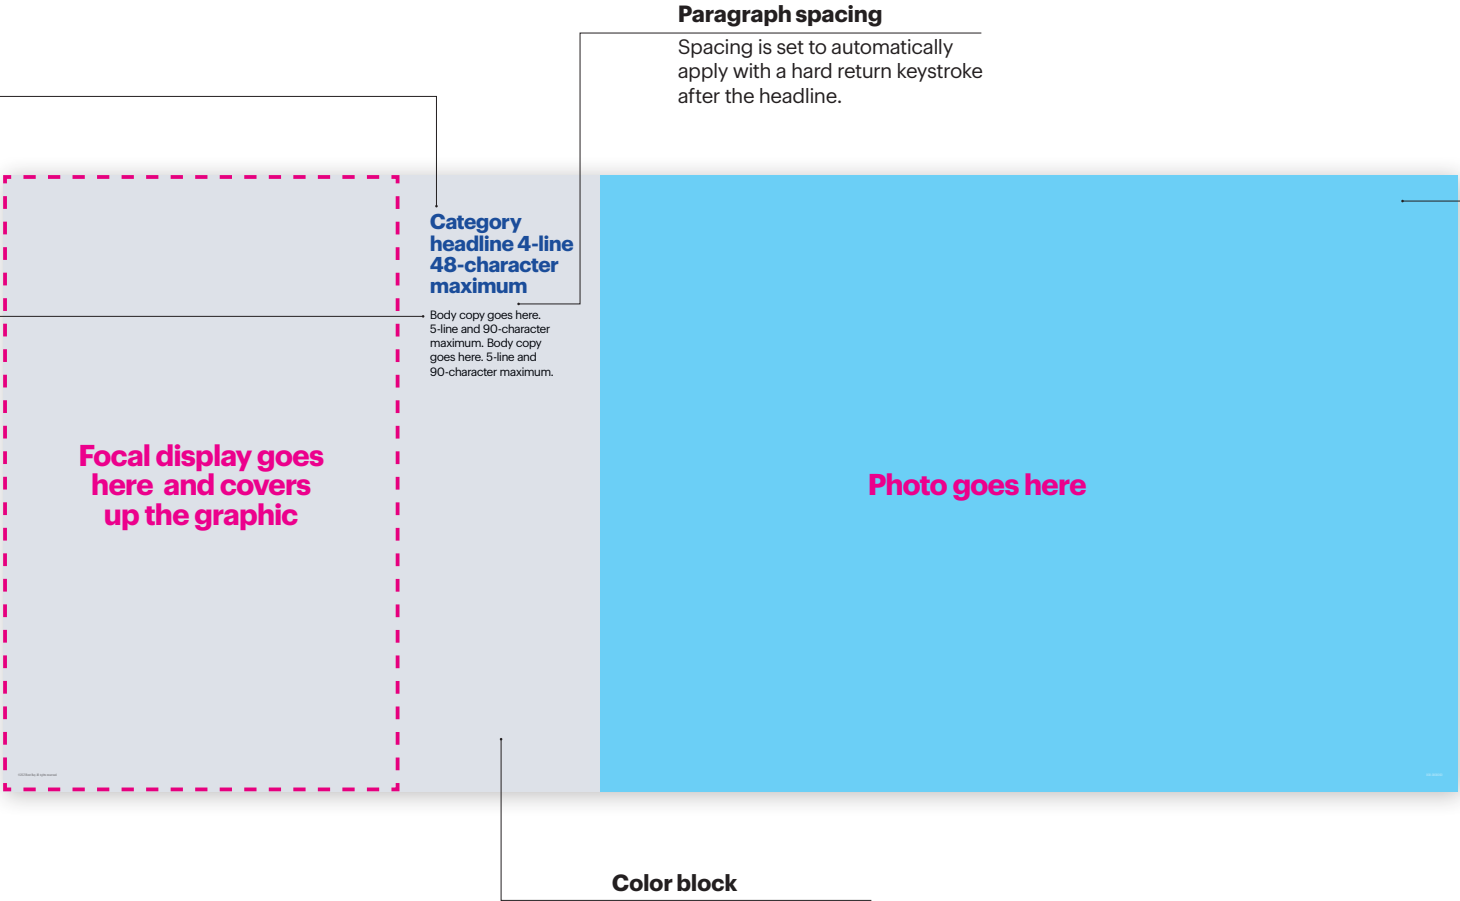 Paragraph spacing
Spacing is set to automatically
apply with a hard return keystroke
after the headline.
Category
headline 4-line
48-character
maximum
Body copy goes here.
5-line and 90-character
maximum. Body copy
goes here. 5-line and
90-character maximum.
Focal display goes
here and covers
up the graphic
Photo goes here
Color block